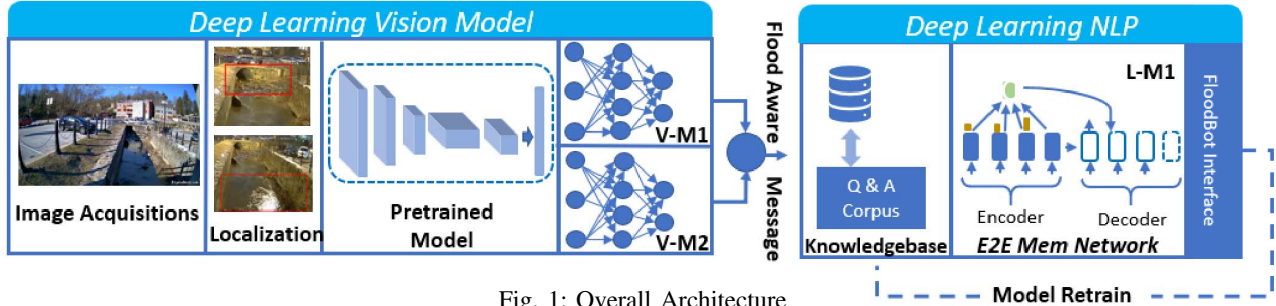 Deep Learning Vision Model
Image Acquisitions
Localization
Pretrained
Model
V-M1
V-M2
Flood Aware
Message
Deep Learning NLP
Q & A
Corpus
Knowledgebase
L-M1
Encoder
Decoder
E2E Mem Network
FloodBot Interface
Model Retrain
Fig. 1: Overall Architecture